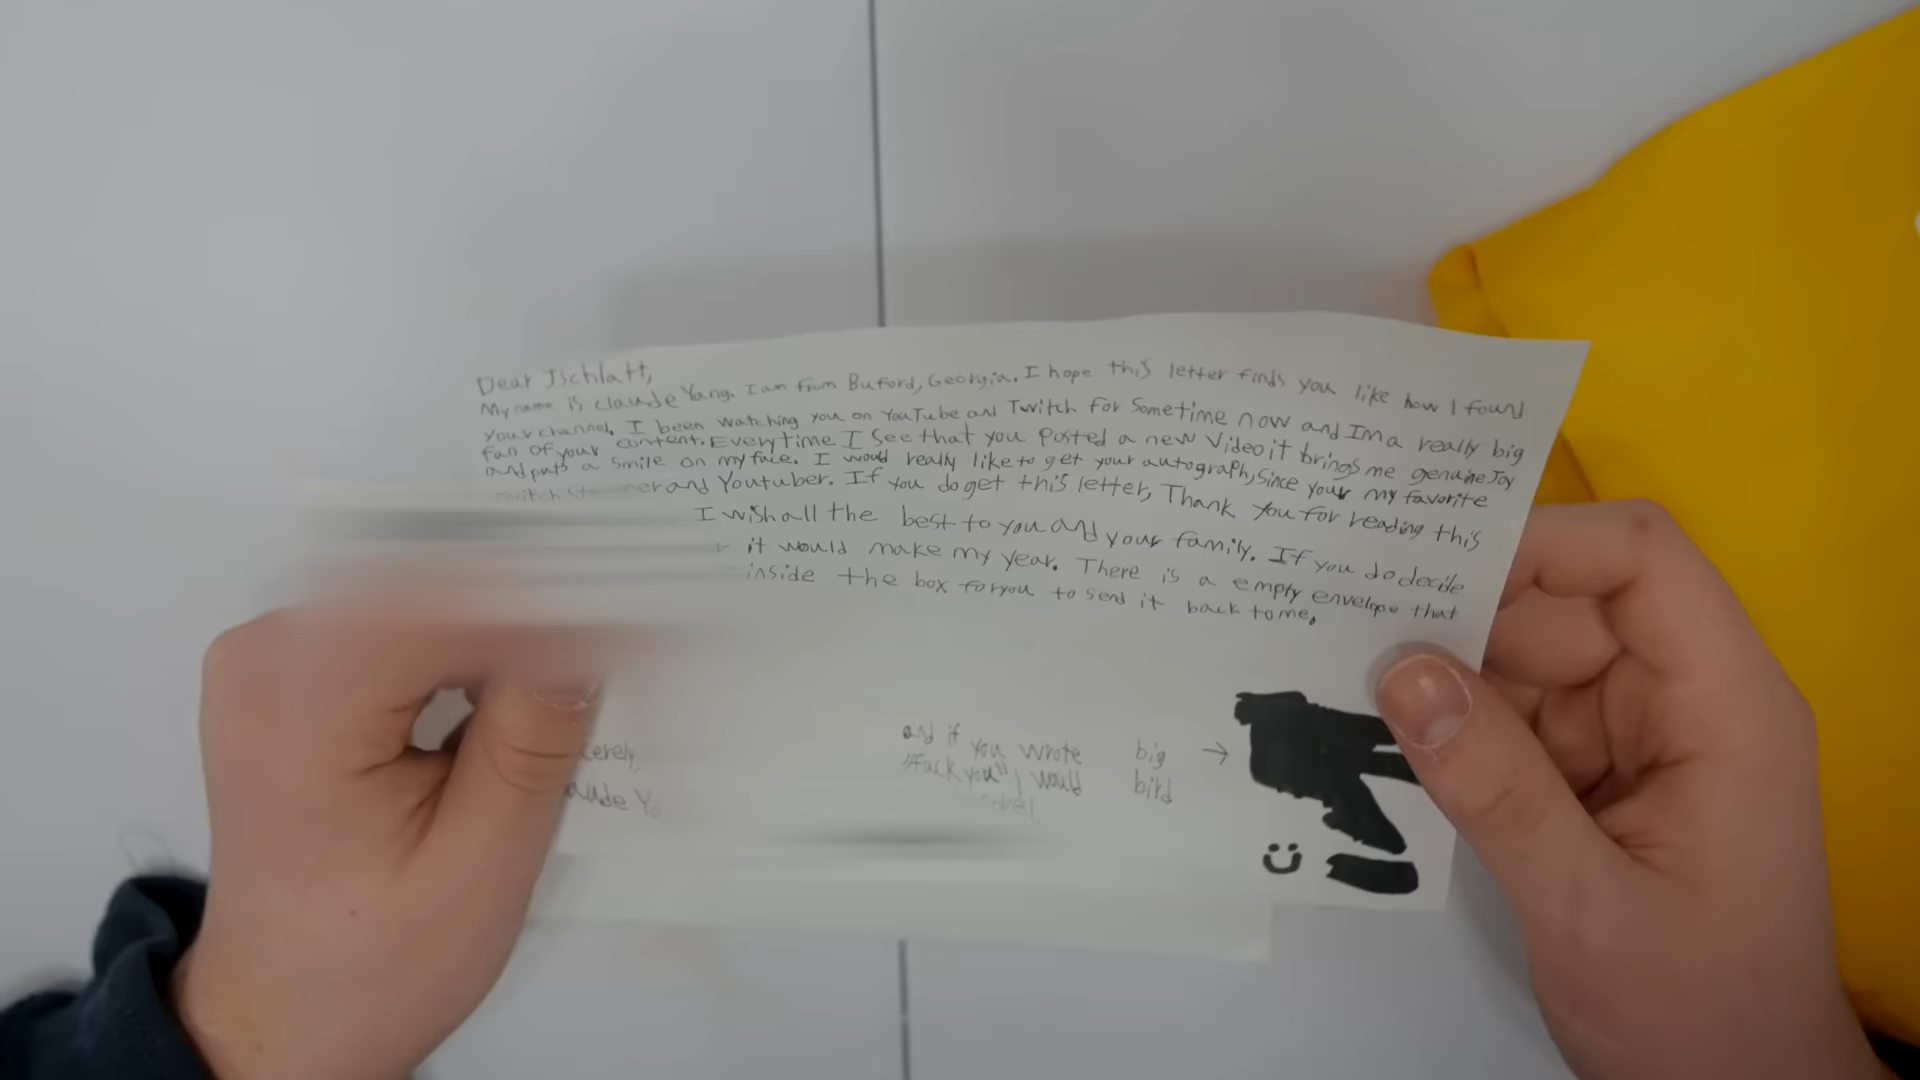 Dear Jschlatt,
My name is Claude Yang. I am from Buford, Georgia. I hope this letter finds you like how I found
your channel. I been watching you on YouTube and Twitch for Sometime now and Im a really big
fan of your content. Everytime I see that you posted a new Video it brings me genuine Joy
and puts a smile on my face. I would really like to get your autograph, Since your my favorite
and Youtuber. If you do get this letter, Thank you for reading this
I wish all the best to you and your family. If you do decide
it would make my year. There is a empty envelope that
inside the box for you to send it back to me.
and if
you wrote
"Fuck you" I would
big
bird
→